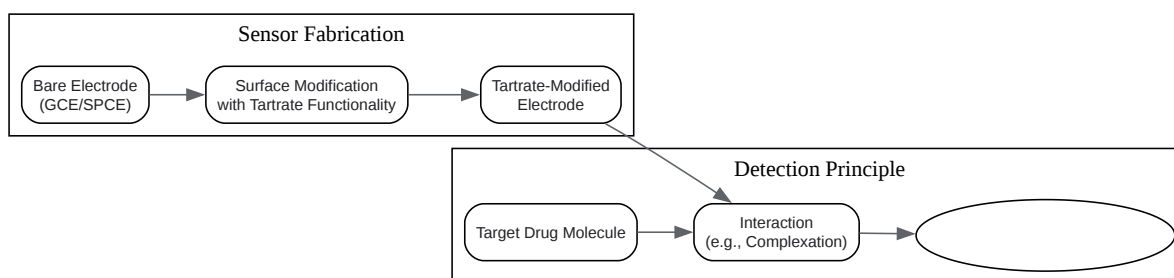 Sensor Fabrication
Bare Electrode
(GCE/SPCE)
Surface Modification
with Tartrate Functionality
Tartrate-Modified
Electrode
Detection Principle
Target Drug Molecule
Interaction
(e.g., Complexation)